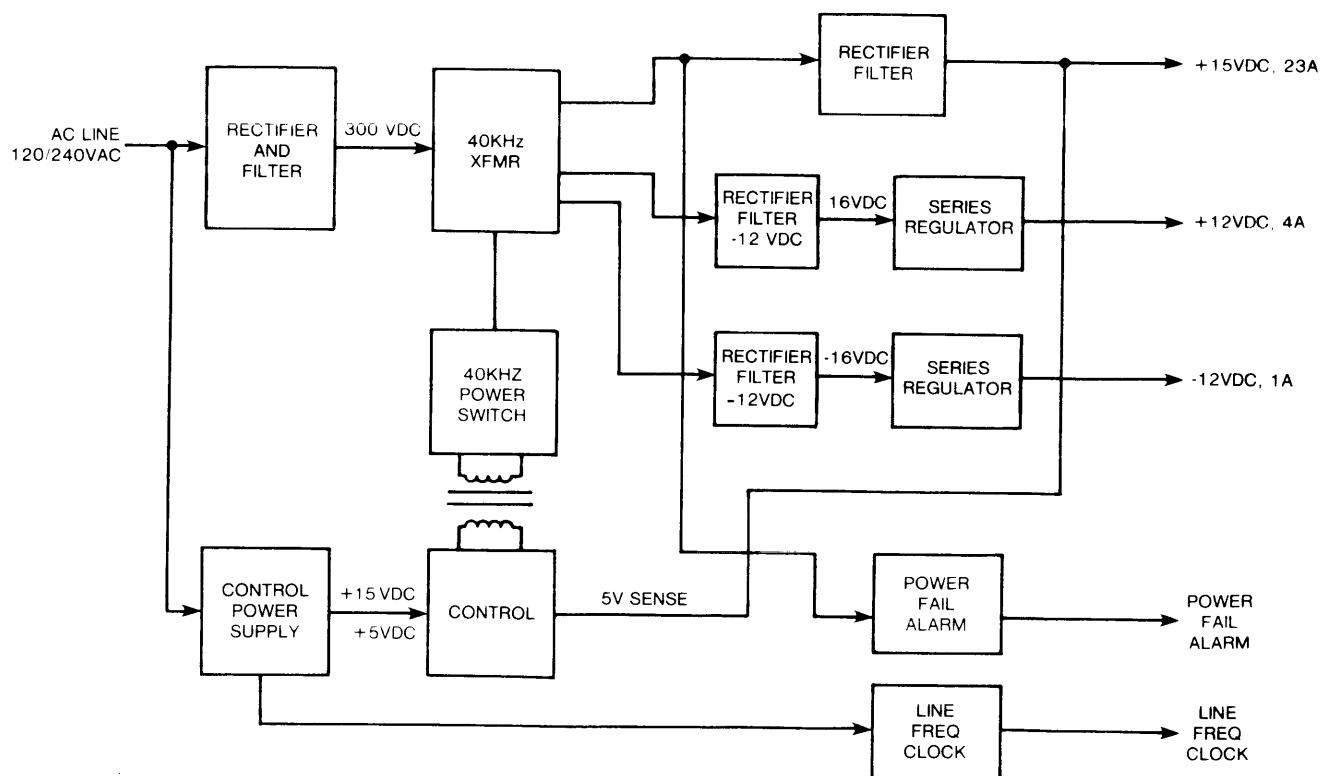 AC LINE
120/240VAC
RECTIFIER
AND
FILTER
300 VDC
40KHz
XFMR
RECTIFIER
FILTER
+15VDC, 23A
RECTIFIER
FILTER
-12 VDC
16VDC
SERIES
REGULATOR
+12VDC, 4A
40KHZ
POWER
SWITCH
RECTIFIER
FILTER
-12VDC
-16VDC
SERIES
REGULATOR
-12VDC, 1A
CONTROL
POWER
SUPPLY
+15VDC
+5VDC
CONTROL
5V SENSE
POWER
FAIL
ALARM
POWER
FAIL
ALARM
LINE
FREQ
CLOCK
LINE
FREQ
CLOCK